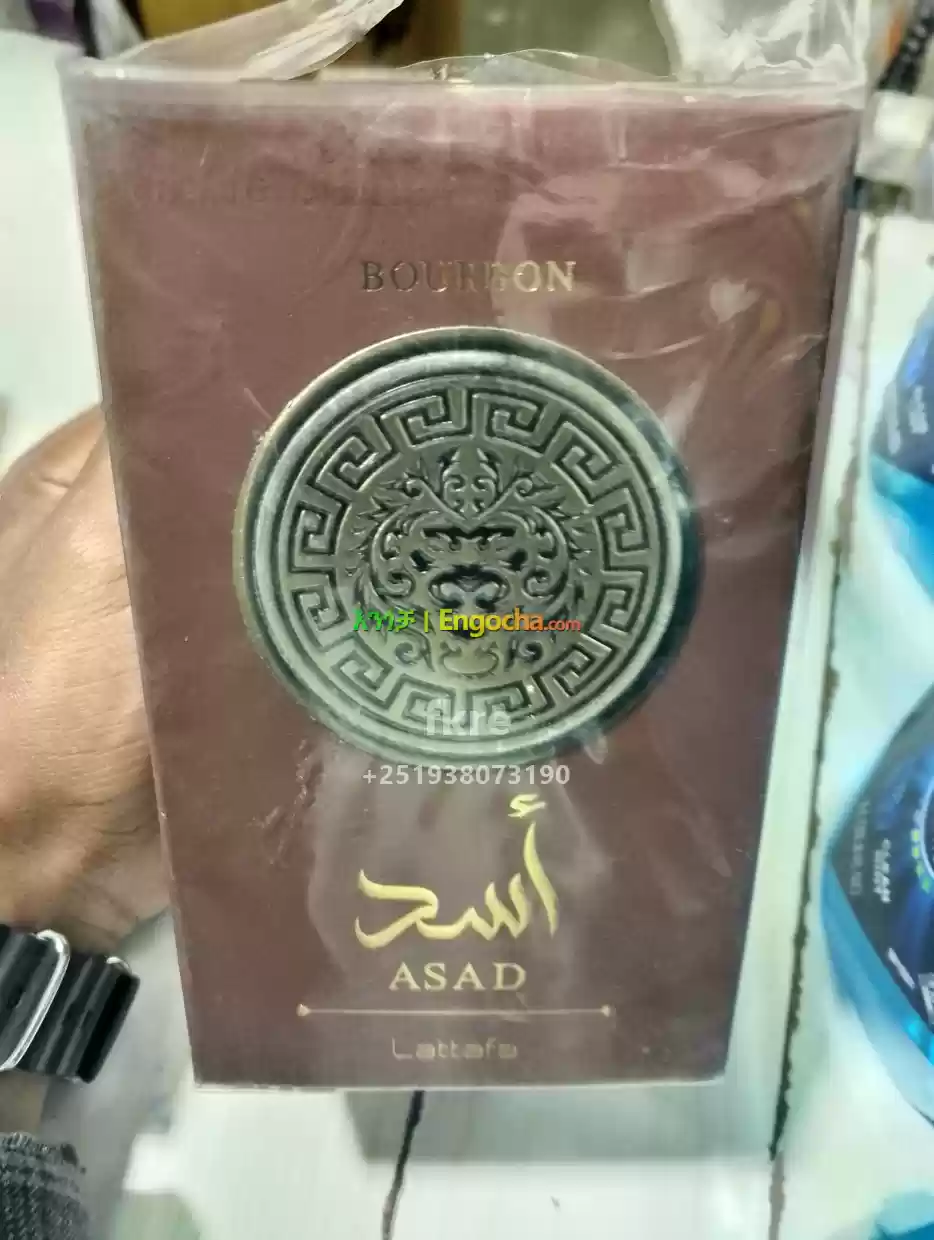 BOURBON
እንጎቻ | Engocha.com
fkre
+251938073190
أسد
ASAD
Lattafa